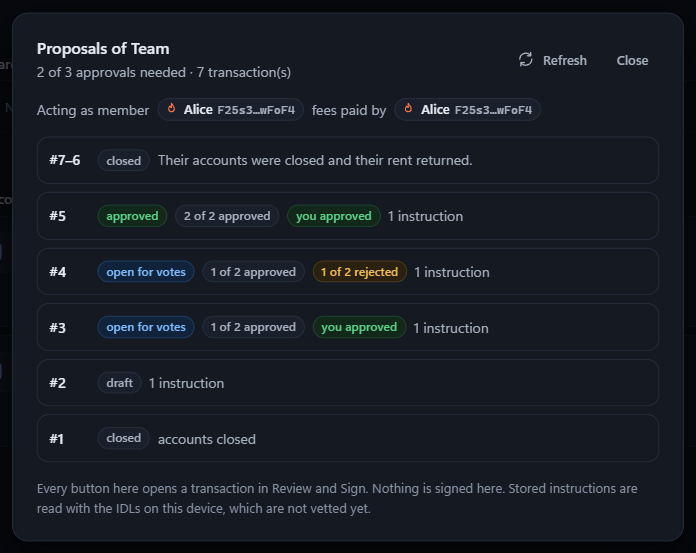 Proposals of Team
2 of 3 approvals needed · 7 transaction(s)
Refresh
Close
Acting as member Alice F25s3…wFoF4 fees paid by Alice F25s3…wFoF4
#7–6 closed Their accounts were closed and their rent returned.
#5 approved 2 of 2 approved you approved 1 instruction
#4 open for votes 1 of 2 approved 1 of 2 rejected 1 instruction
#3 open for votes 1 of 2 approved you approved 1 instruction
#2 draft 1 instruction
#1 closed accounts closed
Every button here opens a transaction in Review and Sign. Nothing is signed here. Stored instructions are
read with the IDLs on this device, which are not vetted yet.